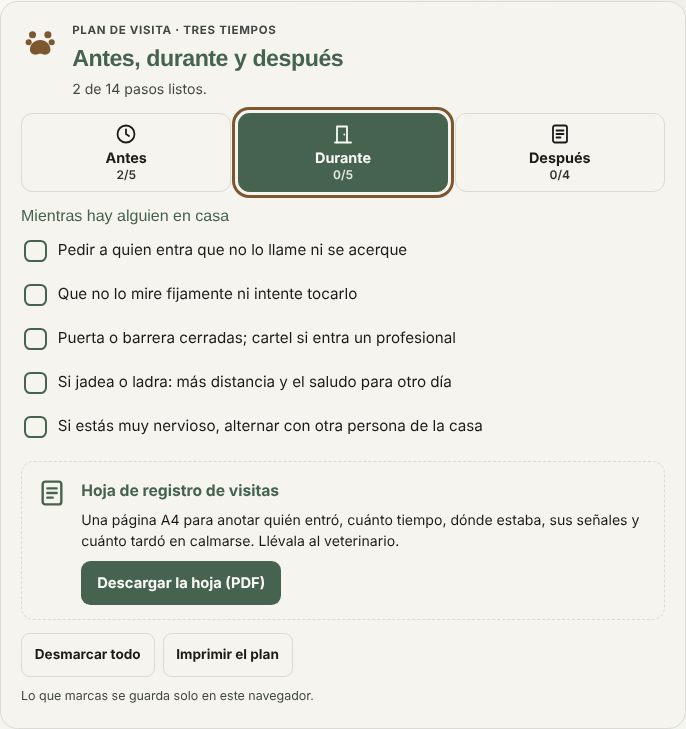 PLAN DE VISITA · TRES TIEMPOS
Antes, durante y después
2 de 14 pasos listos.
Antes
2/5
Durante
0/5
Después
0/4
Mientras hay alguien en casa
Pedir a quien entra que no lo llame ni se acerque
Que no lo mire fijamente ni intente tocarlo
Puerta o barrera cerradas; cartel si entra un profesional
Si jadea o ladra: más distancia y el saludo para otro día
Si estás muy nervioso, alternar con otra persona de la casa
Hoja de registro de visitas
Una página A4 para anotar quién entró, cuánto tiempo, dónde estaba, sus señales y
cuánto tardó en calmarse. Llévala al veterinario.
Descargar la hoja (PDF)
Desmarcar todo
Imprimir el plan
Lo que marcas se guarda solo en este navegador.